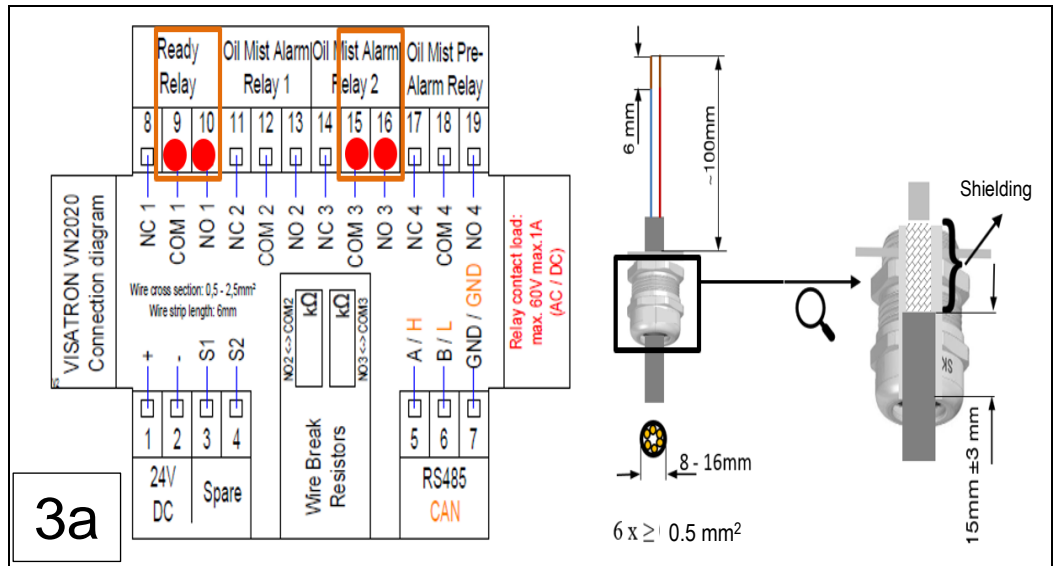 Ready
Relay
Oil Mist Alarm
Relay 1
Oil Mist Alarm
Relay 2
Oil Mist Pre-
Alarm Relay
8 9 10 11 12 13 14 15 16 17 18 19
NC 1
COM 1
NO 1
NC 2
COM 2
NO 2
NC 3
COM 3
NO 3
NC 4
COM 4
NO 4
VISATRON VN2020
Connection diagram
V2
Wire cross section: 0,5 - 2,5mm²
Wire strip length: 6mm
+
-
S1
S2
NO2 <-> COM2
kΩ
kΩ
NO3 <-> COM3
Wire Break
Resistors
A / H
B / L
GND / GND
Relay contact load:
max. 60V max.1A
(AC / DC)
1 2 3 4
5 6 7
24V
DC
Spare
RS485
CAN
3a
6 mm
~100mm
8 - 16mm
6 x ≥ 0.5 mm²
Shielding
SK
15mm ±3 mm